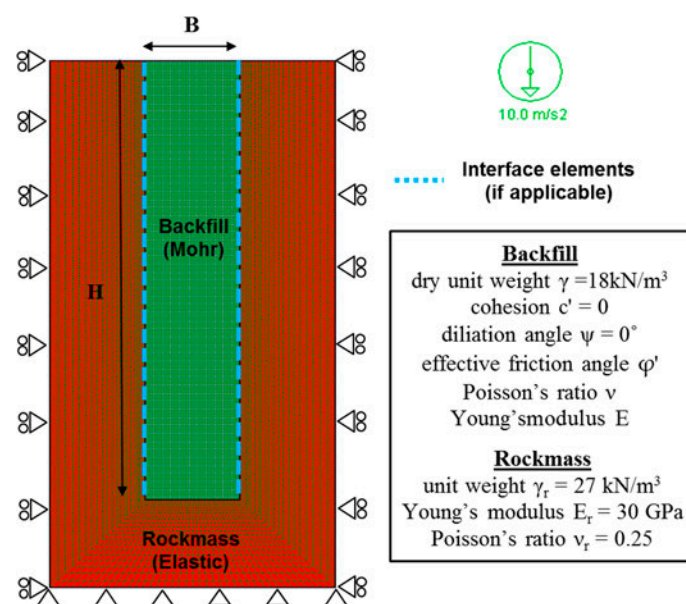 B
10.0 m/s2
Interface elements
(if applicable)
Backfill
(Mohr)
H
Rockmass
(Elastic)
Backfill
dry unit weight γ =18kN/m³
cohesion c' = 0
diliation angle ψ = 0˚
effective friction angle φ'
Poisson's ratio ν
Young'smodulus E
Rockmass
unit weight γr = 27 kN/m³
Young's modulus Er = 30 GPa
Poisson's ratio νr = 0.25